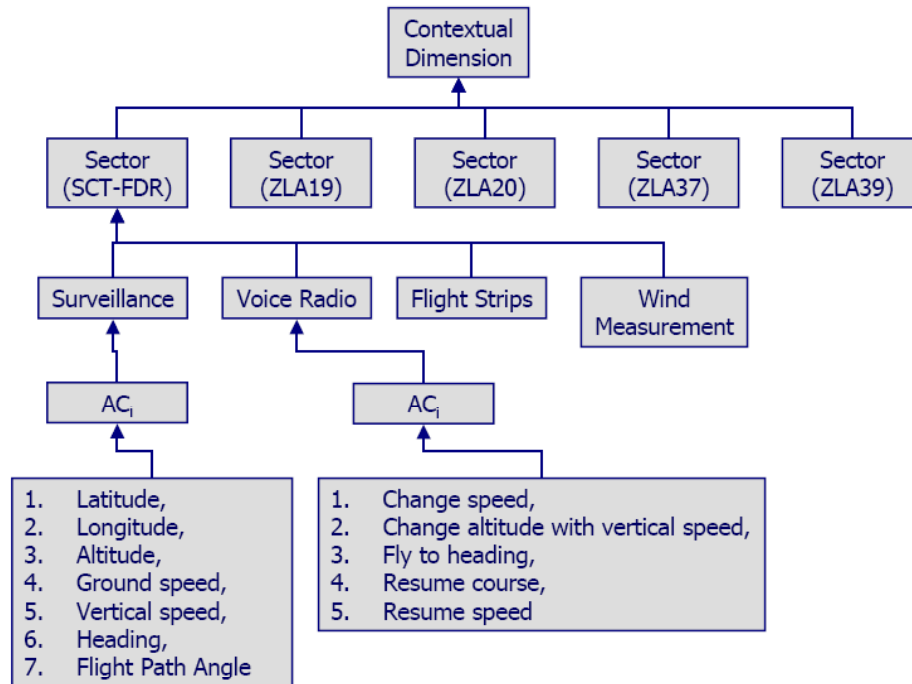 Contextual
Dimension
Sector
(SCT-FDR)
Sector
(ZLA19)
Sector
(ZLA20)
Sector
(ZLA37)
Sector
(ZLA39)
Surveillance
Voice Radio
Flight Strips
Wind
Measurement
ACi
ACi
1. Latitude,
2. Longitude,
3. Altitude,
4. Ground speed,
5. Vertical speed,
6. Heading,
7. Flight Path Angle
1. Change speed,
2. Change altitude with vertical speed,
3. Fly to heading,
4. Resume course,
5. Resume speed